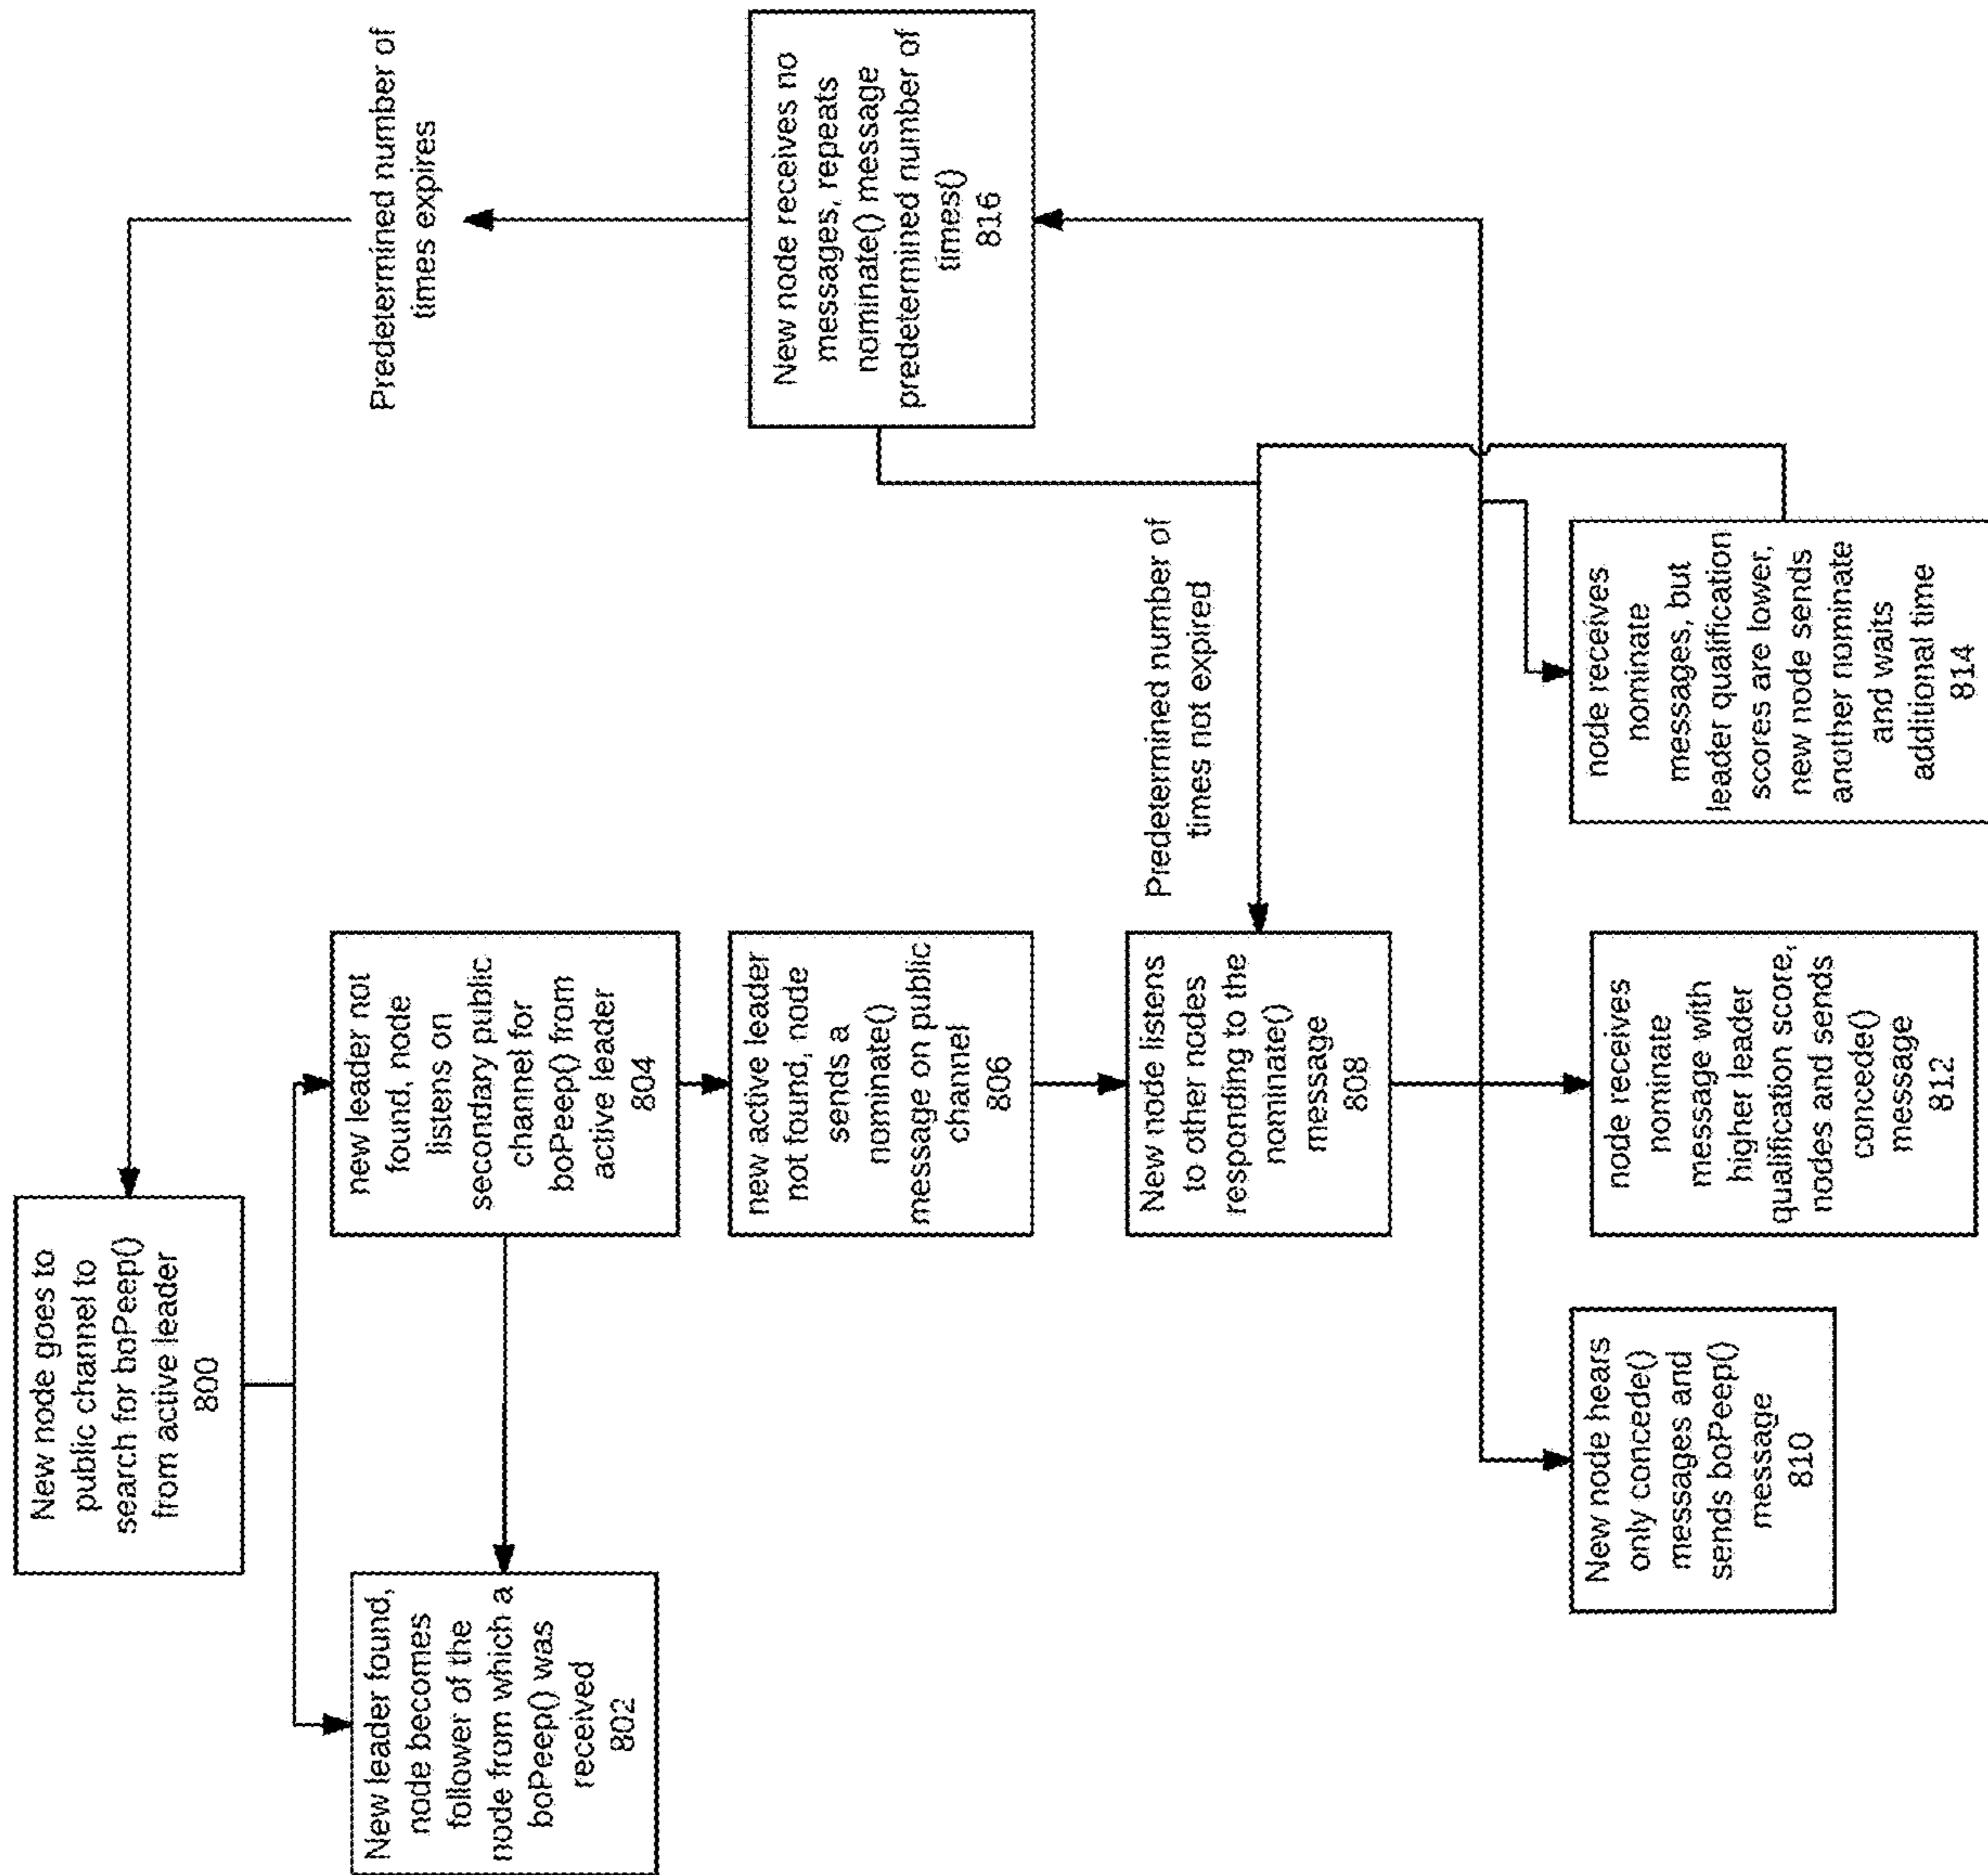 New node goes to
public channel to
search for boPeep()
from active leader
800
New leader found,
node becomes
follower of the
node from which a
boPeep() was
received
802
new leader not
found, node
listens on
secondary public
channel for
boPeep() from
active leader
804
new active leader
not found, node
sends a
nominate()
message on public
channel
806
New node listens
to other nodes
responding to the
nominate()
message
808
New node hears
only concede()
messages and
sends boPeep()
message
810
node receives
nominate
message with
higher leader
qualification score,
nodes and sends
concede()
message
812
node receives
nominate
messages, but
leader qualification
scores are lower,
new node sends
another nominate
and waits
additional time
814
Predetermined number of
times not expired
New node receives no
messages, repeats
nominate() message
predetermined number of
times()
816
Predetermined number of
times expires